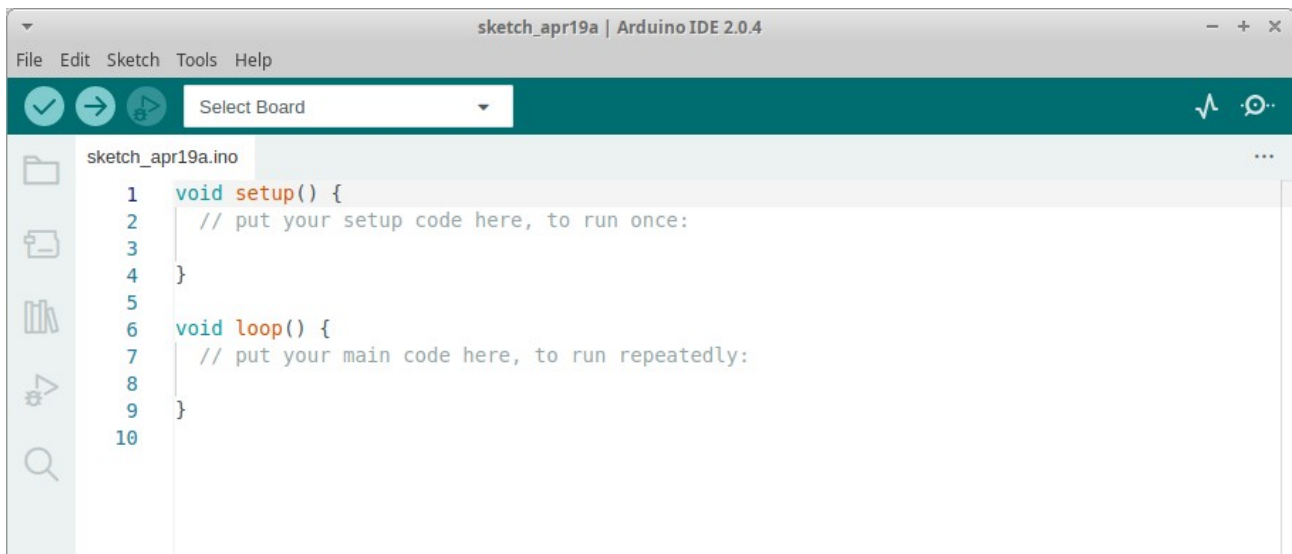 sketch_apr19a | Arduino IDE 2.0.4
File Edit Sketch Tools Help
Select Board
sketch_apr19a.ino
1 void setup() {
2 // put your setup code here, to run once:
3
4 }
5
6 void loop() {
7 // put your main code here, to run repeatedly:
8
9 }
10